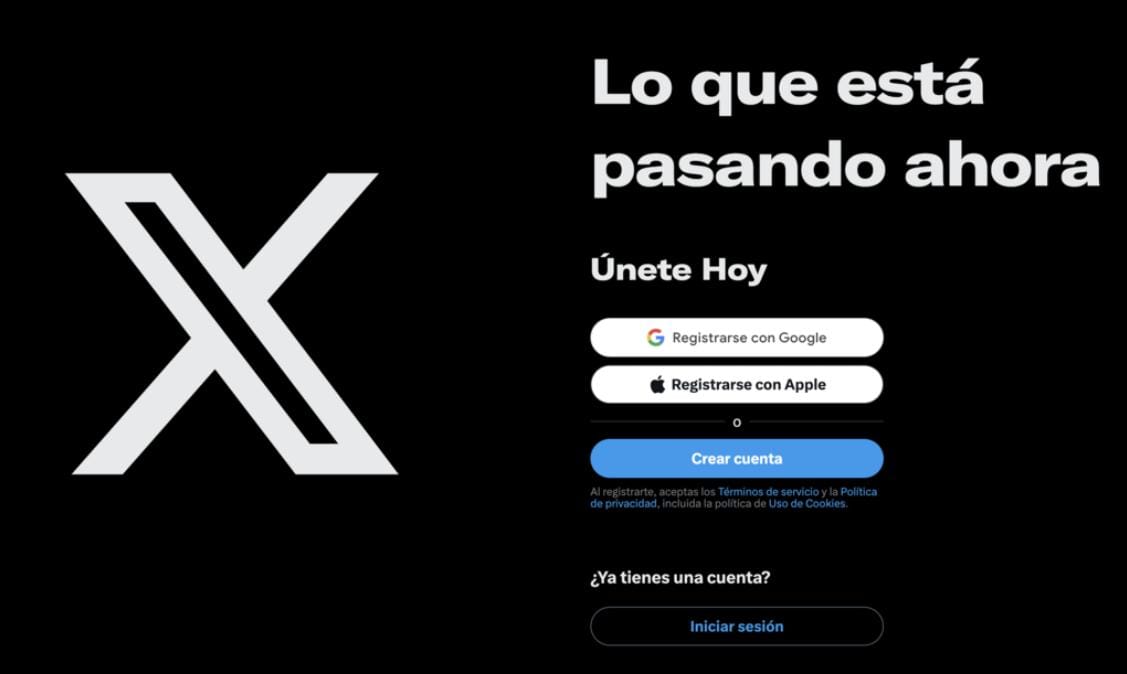 Lo que está
pasando ahora
Únete Hoy
Registrarse con Google
Registrarse con Apple
o
Crear cuenta
Al registrarte, aceptas los Términos de servicio y la Política
de privacidad, incluida la política de Uso de Cookies.
¿Ya tienes una cuenta?
Iniciar sesión